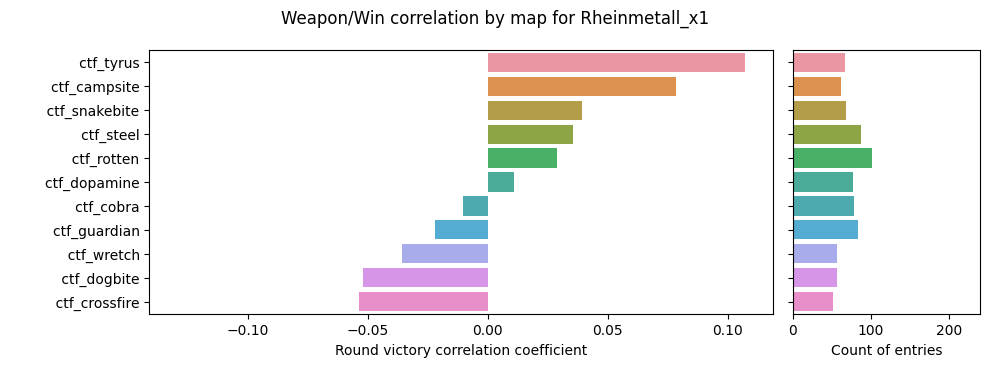 Weapon/Win correlation by map for Rheinmetall_x1
ctf_tyrus
ctf_campsite
ctf_snakebite
ctf_steel
ctf_rotten
ctf_dopamine
ctf_cobra
ctf_guardian
ctf_wretch
ctf_dogbite
ctf_crossfire
−0.10 −0.05 0.00 0.05 0.10
Round victory correlation coefficient
0 100 200
Count of entries